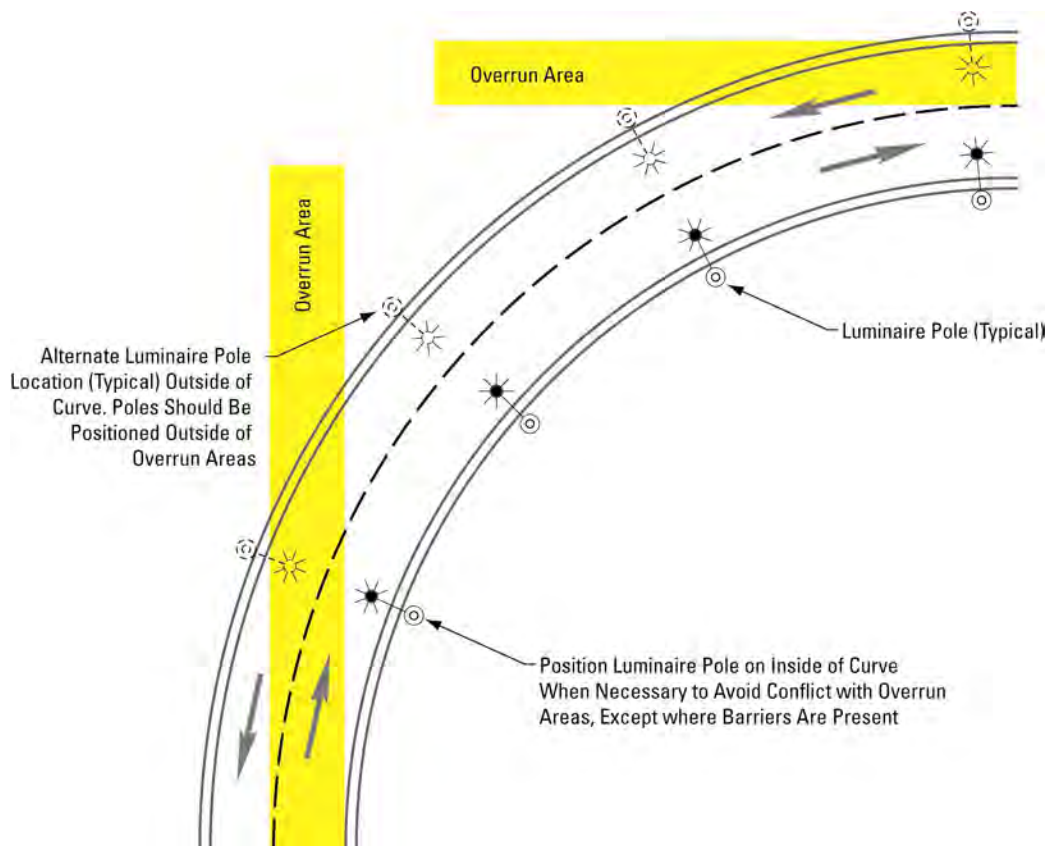 Overrun Area
Overrun Area
Alternate Luminaire Pole
Location (Typical) Outside of
Curve. Poles Should Be
Positioned Outside of
Overrun Areas
Luminaire Pole (Typical)
Position Luminaire Pole on Inside of Curve
When Necessary to Avoid Conflict with Overrun
Areas, Except where Barriers Are Present